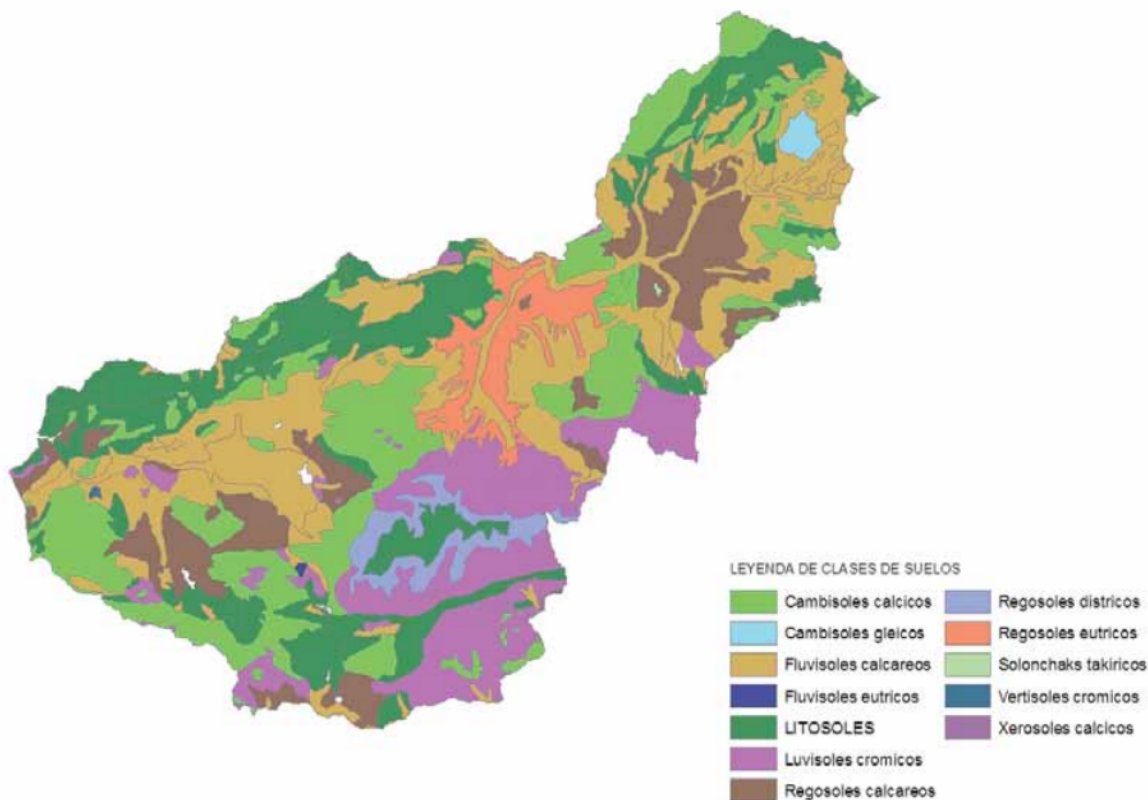 LEYENDA DE CLASES DE SUELOS
Cambisoles calcicos
Cambisoles gleicos
Fluvisoles calcareos
Fluvisoles eutricos
LITOSOLES
Luvisoles cromicos
Regosoles calcareos
Regosoles districos
Regosoles eutricos
Solonchaks takiricos
Vertisoles cromicos
Xerosoles calcicos